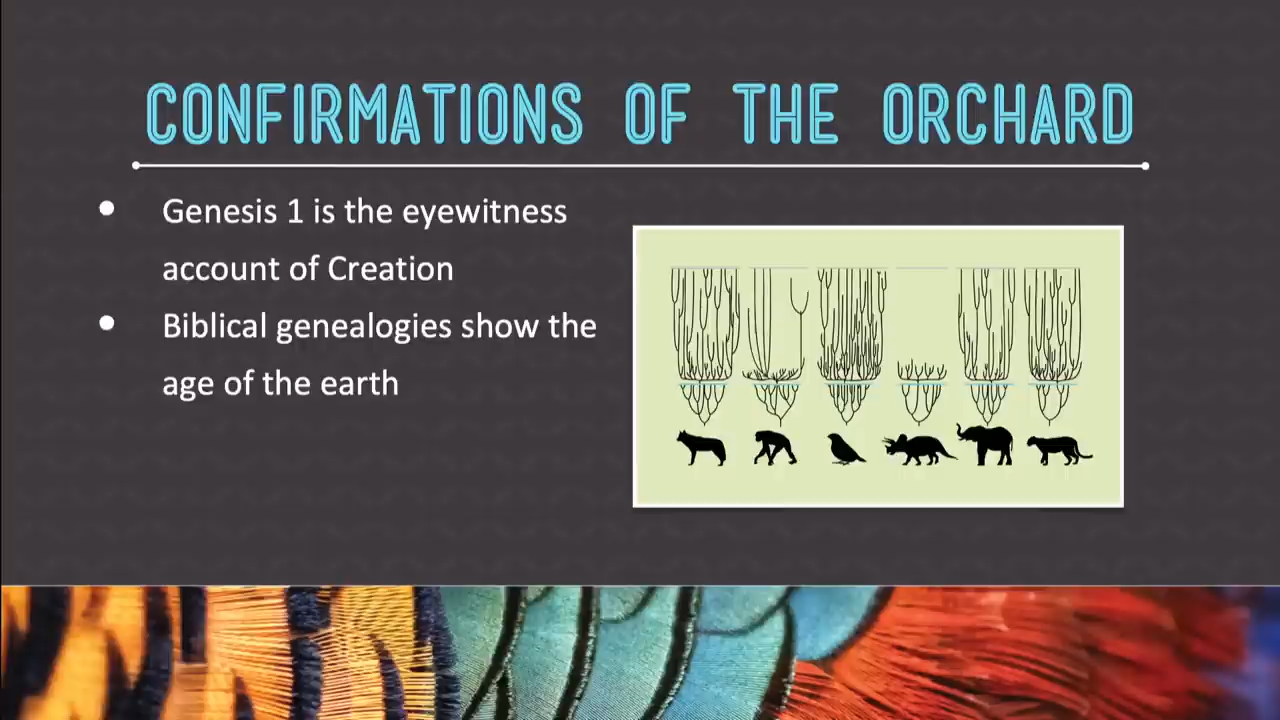 CONFIRMATIONS OF THE ORCHARD
• Genesis 1 is the eyewitness
account of Creation
• Biblical genealogies show the
age of the earth